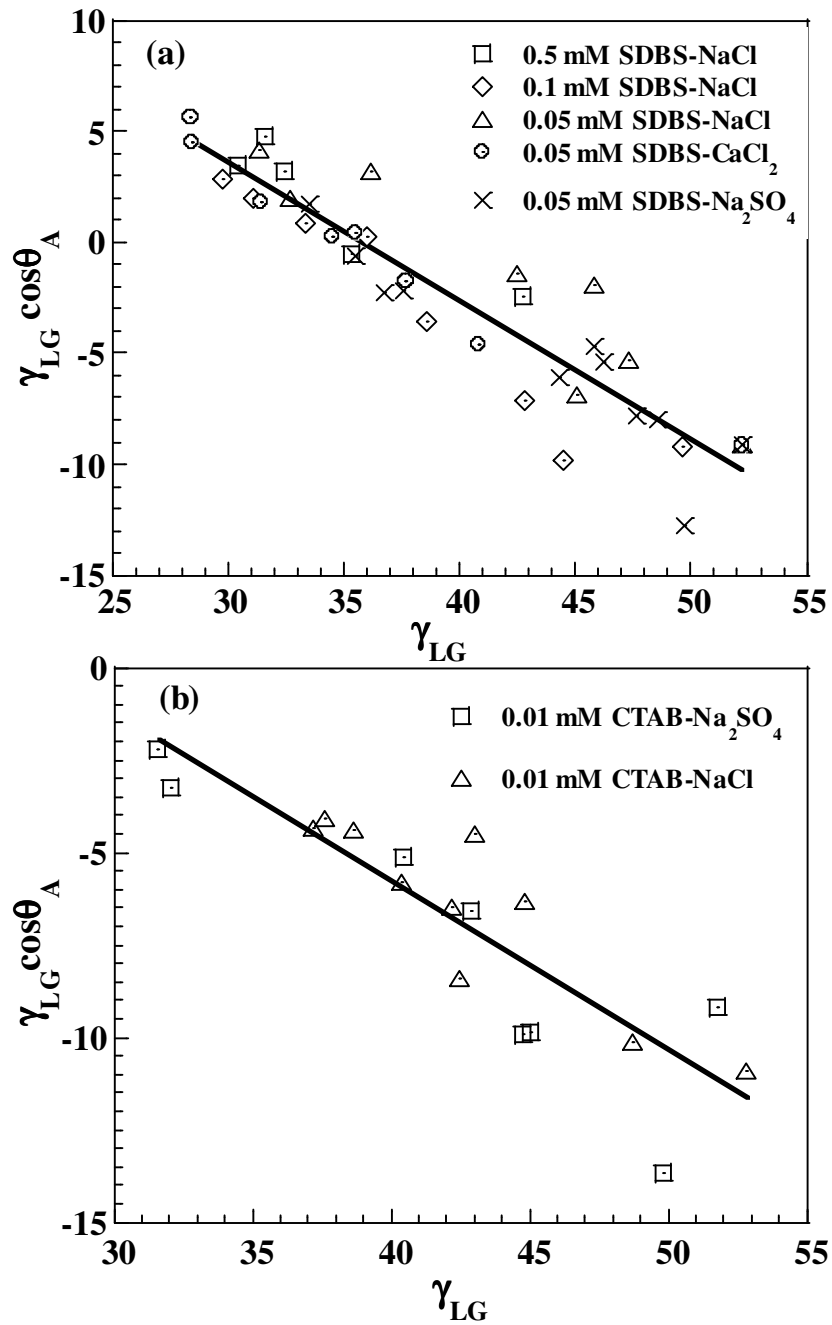 (a)
0.5 mM SDBS-NaCl
0.1 mM SDBS-NaCl
0.05 mM SDBS-NaCl
0.05 mM SDBS-CaCl₂
0.05 mM SDBS-Na₂SO₄
10
5
0
-5
-10
-15
γLG cosθA
25 30 35 40 45 50 55
γLG
(b)
0.01 mM CTAB-Na₂SO₄
0.01 mM CTAB-NaCl
0
-5
-10
-15
γLG cosθA
30 35 40 45 50 55
γLG